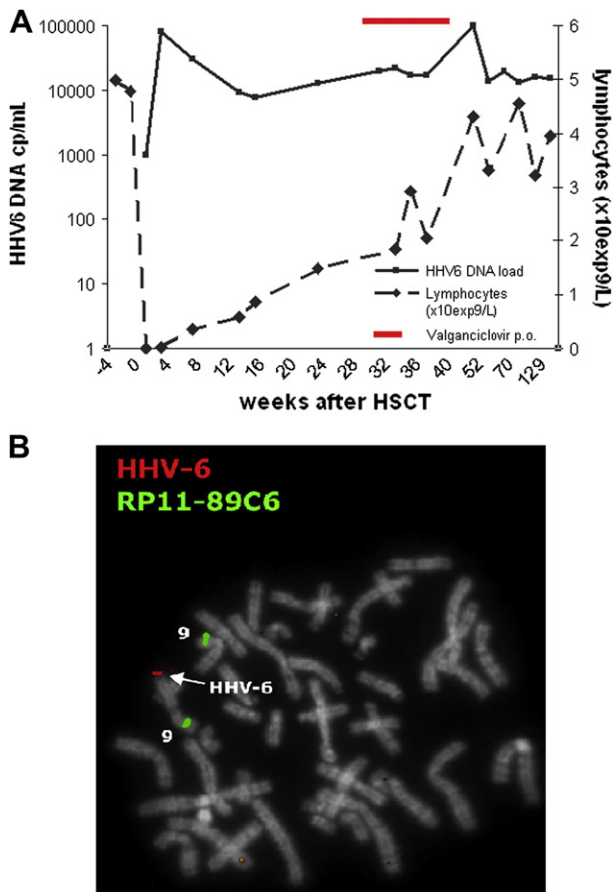 A
HHV6 DNA cp/mL
100000
10000
1000
100
10
1
lymphocytes (x10exp9/L)
6
5
4
3
2
1
0
HHV6 DNA load
Lymphocytes
(x10exp9/L)
Valganciclovir p.o.
-4 0 4 8 12 16 20 24 28 32 36 40 52 70 129
weeks after HSCT
B
HHV-6
RP11-89C6
9
HHV-6
9